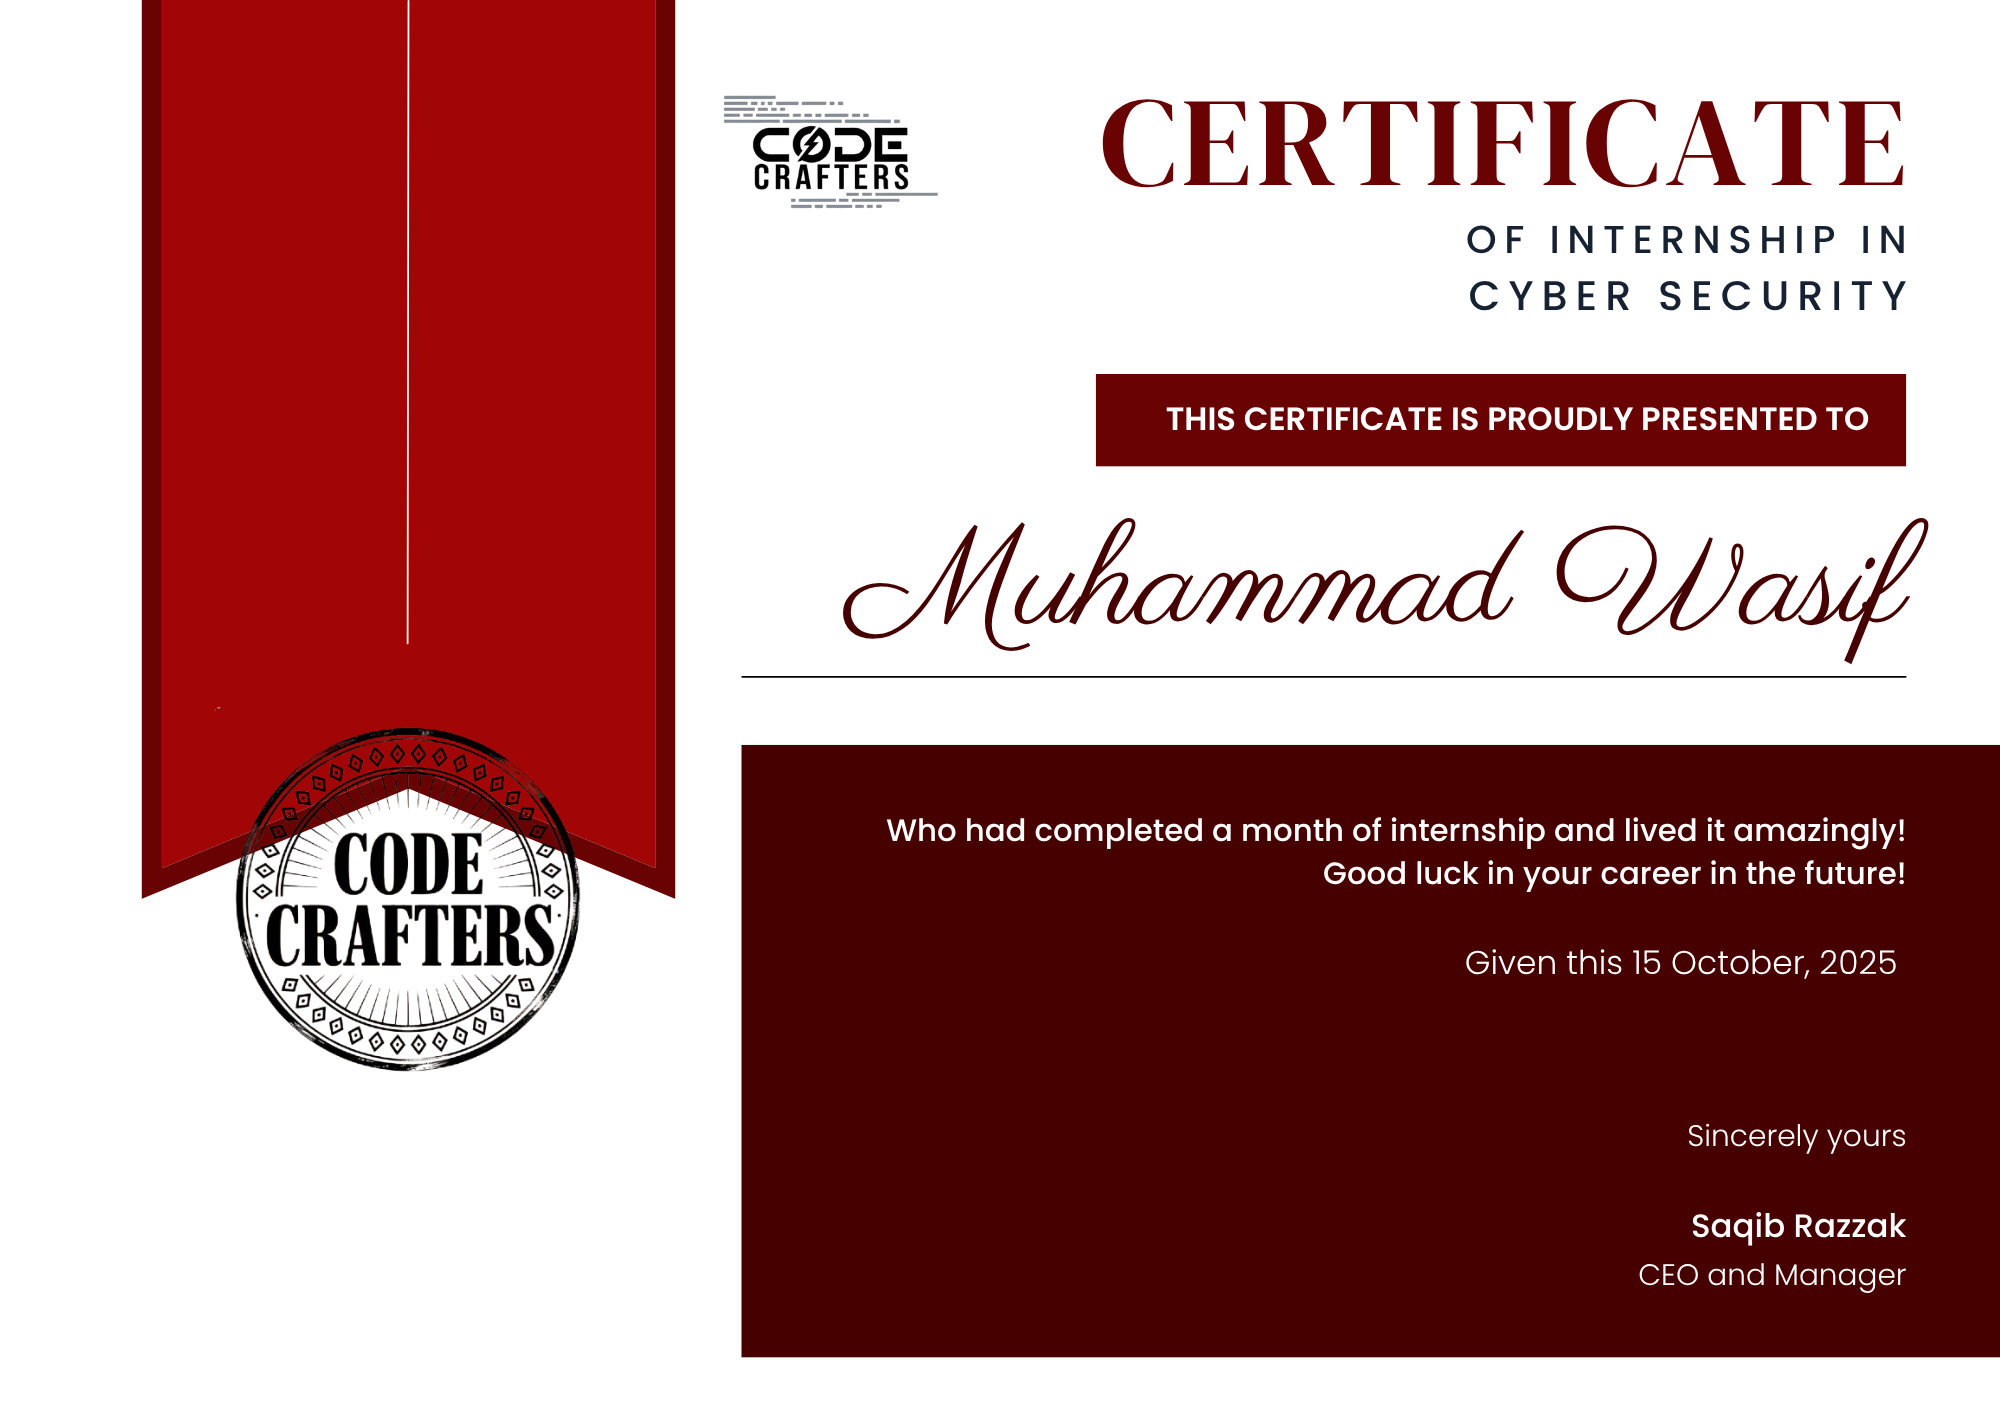 CODE
CRAFTERS
CERTIFICATE
OF INTERNSHIP IN
CYBER SECURITY
THIS CERTIFICATE IS PROUDLY PRESENTED TO
Muhammad Wasif
Who had completed a month of internship and lived it amazingly!
Good luck in your career in the future!
Given this 15 October, 2025
Sincerely yours
Saqib Razzak
CEO and Manager
CODE
CRAFTERS